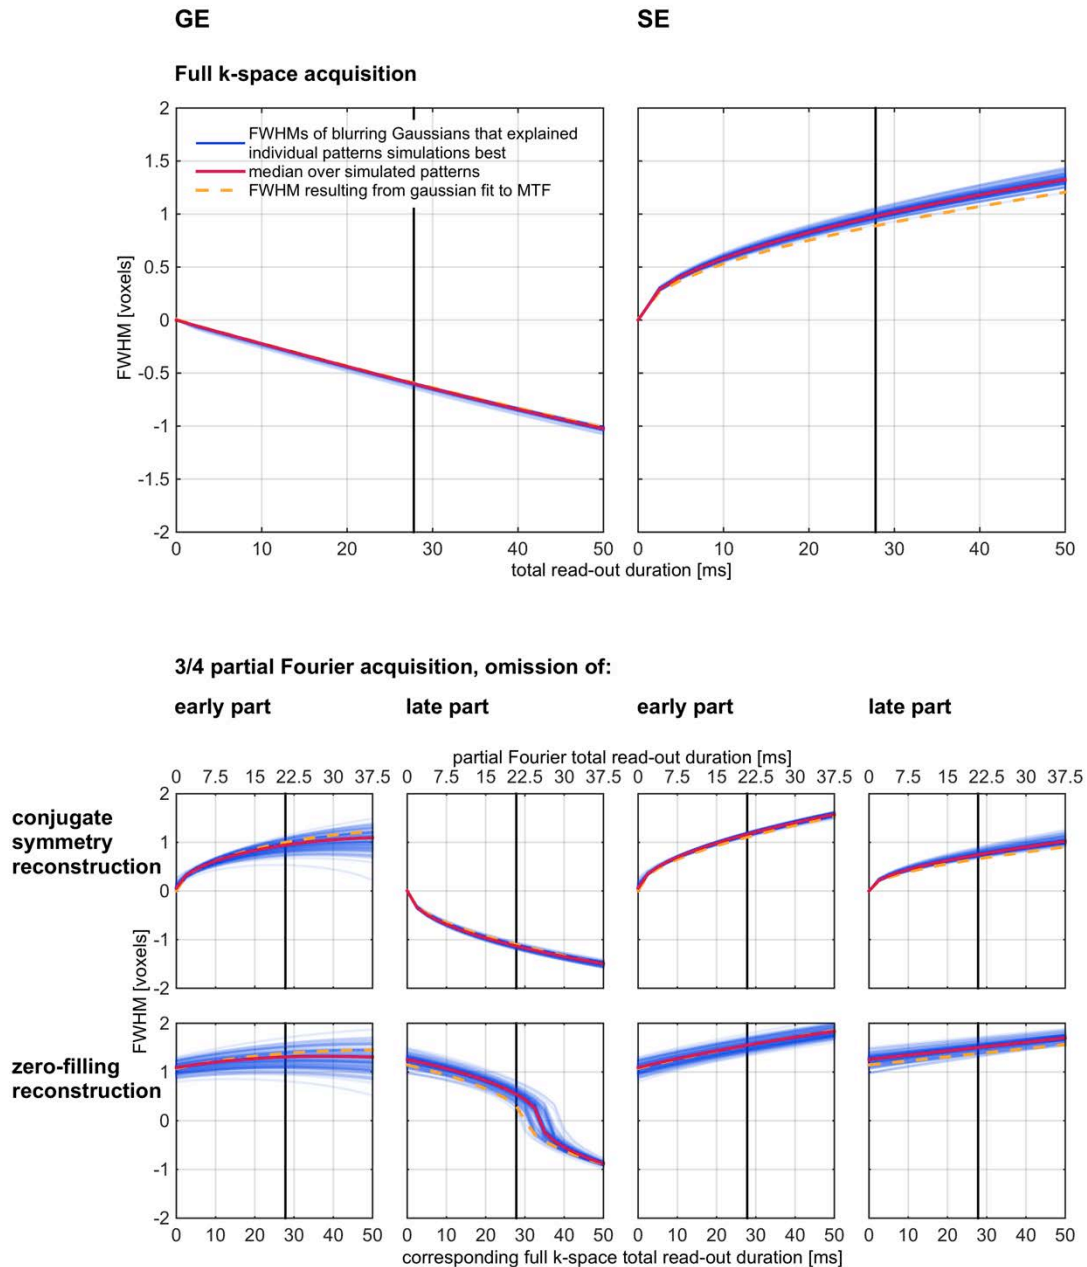 GE SE
Full k-space acquisition
FWHMs of blurring Gaussians that explained
individual patterns simulations best
median over simulated patterns
FWHM resulting from gaussian fit to MTF
FWHM [voxels]
2
1.5
1
0.5
0
-0.5
-1
-1.5
-2
0 10 20 30 40 50 0 10 20 30 40 50
total read-out duration [ms]
3/4 partial Fourier acquisition, omission of:
early part late part early part late part
partial Fourier total read-out duration [ms]
0 7.5 15 22.5 30 37.5 0 7.5 15 22.5 30 37.5 0 7.5 15 22.5 30 37.5 0 7.5 15 22.5 30 37.5
conjugate
symmetry
reconstruction
2
1
0
-1
-2
FWHM [voxels]
zero-filling
reconstruction
2
1
0
-1
-2
0 10 20 30 40 50 0 10 20 30 40 50 0 10 20 30 40 50 0 10 20 30 40 50
corresponding full k-space total read-out duration [ms]